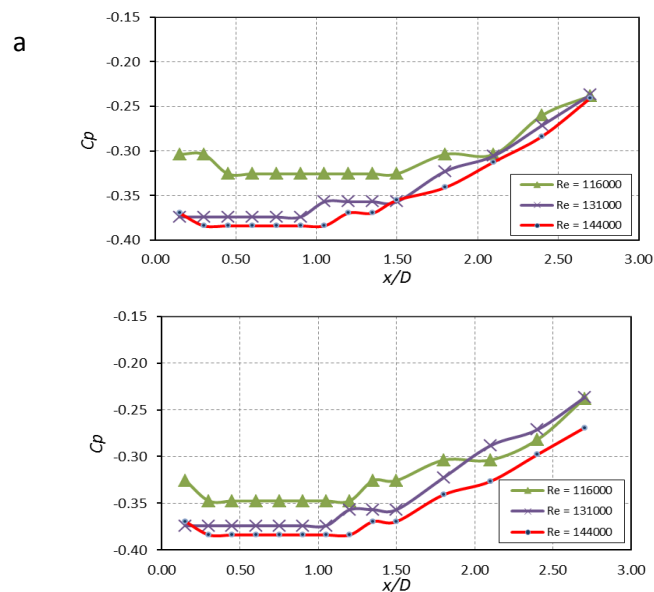 a
-0.15
-0.20
-0.25
-0.30
-0.35
-0.40
Cp
0.00 0.50 1.00 1.50 2.00 2.50 3.00
x/D
Re = 116000
Re = 131000
Re = 144000
-0.15
-0.20
-0.25
-0.30
-0.35
-0.40
Cp
0.00 0.50 1.00 1.50 2.00 2.50 3.00
x/D
Re = 116000
Re = 131000
Re = 144000